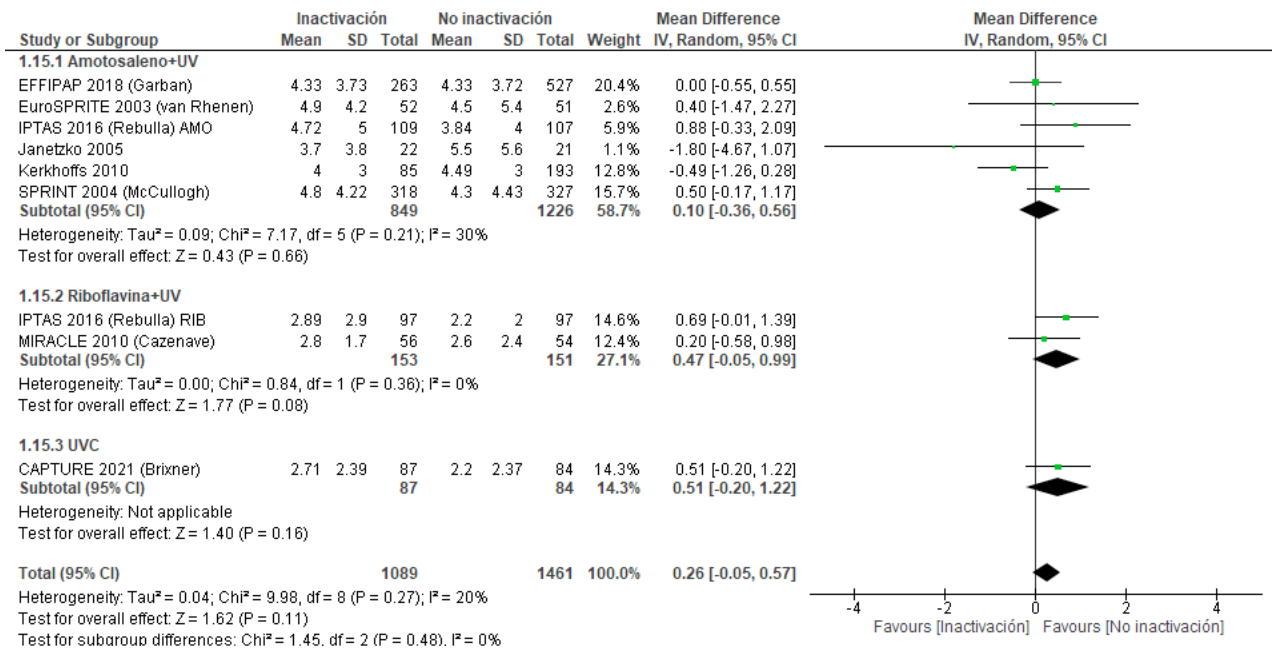 Inactivación No inactivación Mean Difference Mean Difference
Study or Subgroup Mean SD Total Mean SD Total Weight IV, Random, 95% CI IV, Random, 95% CI
1.15.1 Amotosaleno+UV
EFFIPAP 2018 (Garban) 4.33 3.73 263 4.33 3.72 527 20.4% 0.00 [-0.55, 0.55]
EuroSPRITE 2003 (van Rhenen) 4.9 4.2 52 4.5 5.4 51 2.6% 0.40 [-1.47, 2.27]
IPTAS 2016 (Rebulla) AMO 4.72 5 109 3.84 4 107 5.9% 0.88 [-0.33, 2.09]
Janetzko 2005 3.7 3.8 22 5.5 5.6 21 1.1% -1.80 [-4.67, 1.07]
Kerkhoffs 2010 4 3 85 4.49 3 193 12.8% -0.49 [-1.26, 0.28]
SPRINT 2004 (McCullogh) 4.8 4.22 318 4.3 4.43 327 15.7% 0.50 [-0.17, 1.17]
Subtotal (95% CI) 849 1226 58.7% 0.10 [-0.36, 0.56]
Heterogeneity: Tau² = 0.09; Chi² = 7.17, df = 5 (P = 0.21); I² = 30%
Test for overall effect: Z = 0.43 (P = 0.66)
1.15.2 Riboflavina+UV
IPTAS 2016 (Rebulla) RIB 2.89 2.9 97 2.2 2 97 14.6% 0.69 [-0.01, 1.39]
MIRACLE 2010 (Cazenave) 2.8 1.7 56 2.6 2.4 54 12.4% 0.20 [-0.58, 0.98]
Subtotal (95% CI) 153 151 27.1% 0.47 [-0.05, 0.99]
Heterogeneity: Tau² = 0.00; Chi² = 0.84, df = 1 (P = 0.36); I² = 0%
Test for overall effect: Z = 1.77 (P = 0.08)
1.15.3 UVC
CAPTURE 2021 (Brixner) 2.71 2.39 87 2.2 2.37 84 14.3% 0.51 [-0.20, 1.22]
Subtotal (95% CI) 87 84 14.3% 0.51 [-0.20, 1.22]
Heterogeneity: Not applicable
Test for overall effect: Z = 1.40 (P = 0.16)
Total (95% CI) 1089 1461 100.0% 0.26 [-0.05, 0.57]
Heterogeneity: Tau² = 0.04; Chi² = 9.98, df = 8 (P = 0.27); I² = 20%
Test for overall effect: Z = 1.62 (P = 0.11)
Test for subgroup differences: Chi² = 1.45, df = 2 (P = 0.48), I² = 0%
-4 -2 0 2 4
Favours [Inactivación] Favours [No inactivación]